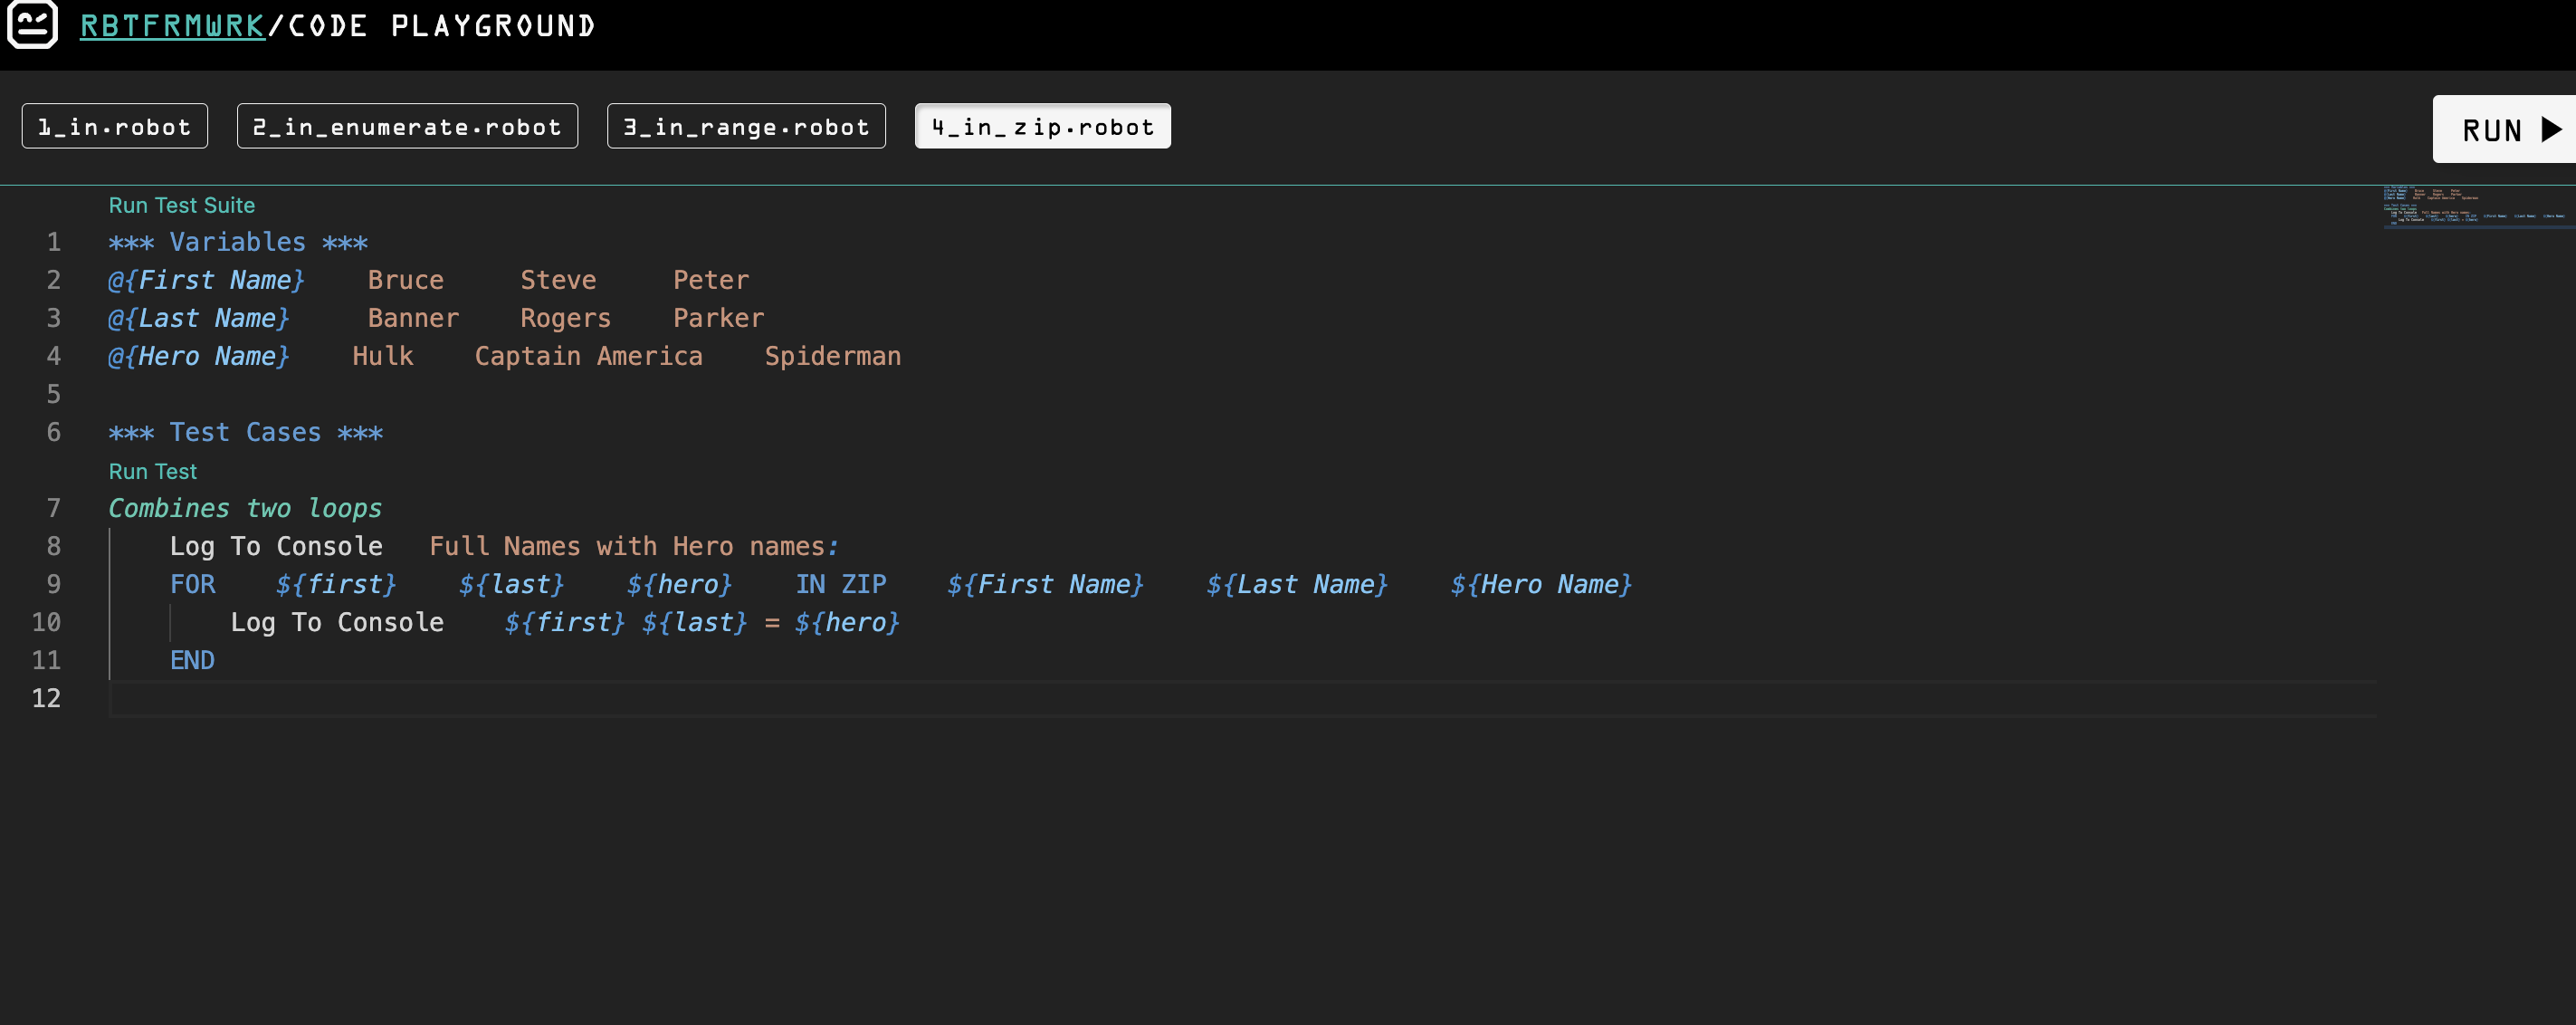 RBTFRMWRK/CODE PLAYGROUND
1_in.robot 2_in_enumerate.robot 3_in_range.robot 4_in_zip.robot RUN
Run Test Suite
1 *** Variables ***
2 @{First Name}    Bruce     Steve     Peter
3 @{Last Name}     Banner    Rogers    Parker
4 @{Hero Name}    Hulk    Captain America    Spiderman
5
6 *** Test Cases ***
Run Test
7 Combines two loops
8     Log To Console   Full Names with Hero names:
9     FOR    ${first}    ${last}    ${hero}    IN ZIP    ${First Name}    ${Last Name}    ${Hero Name}
10         Log To Console    ${first} ${last} = ${hero}
11     END
12